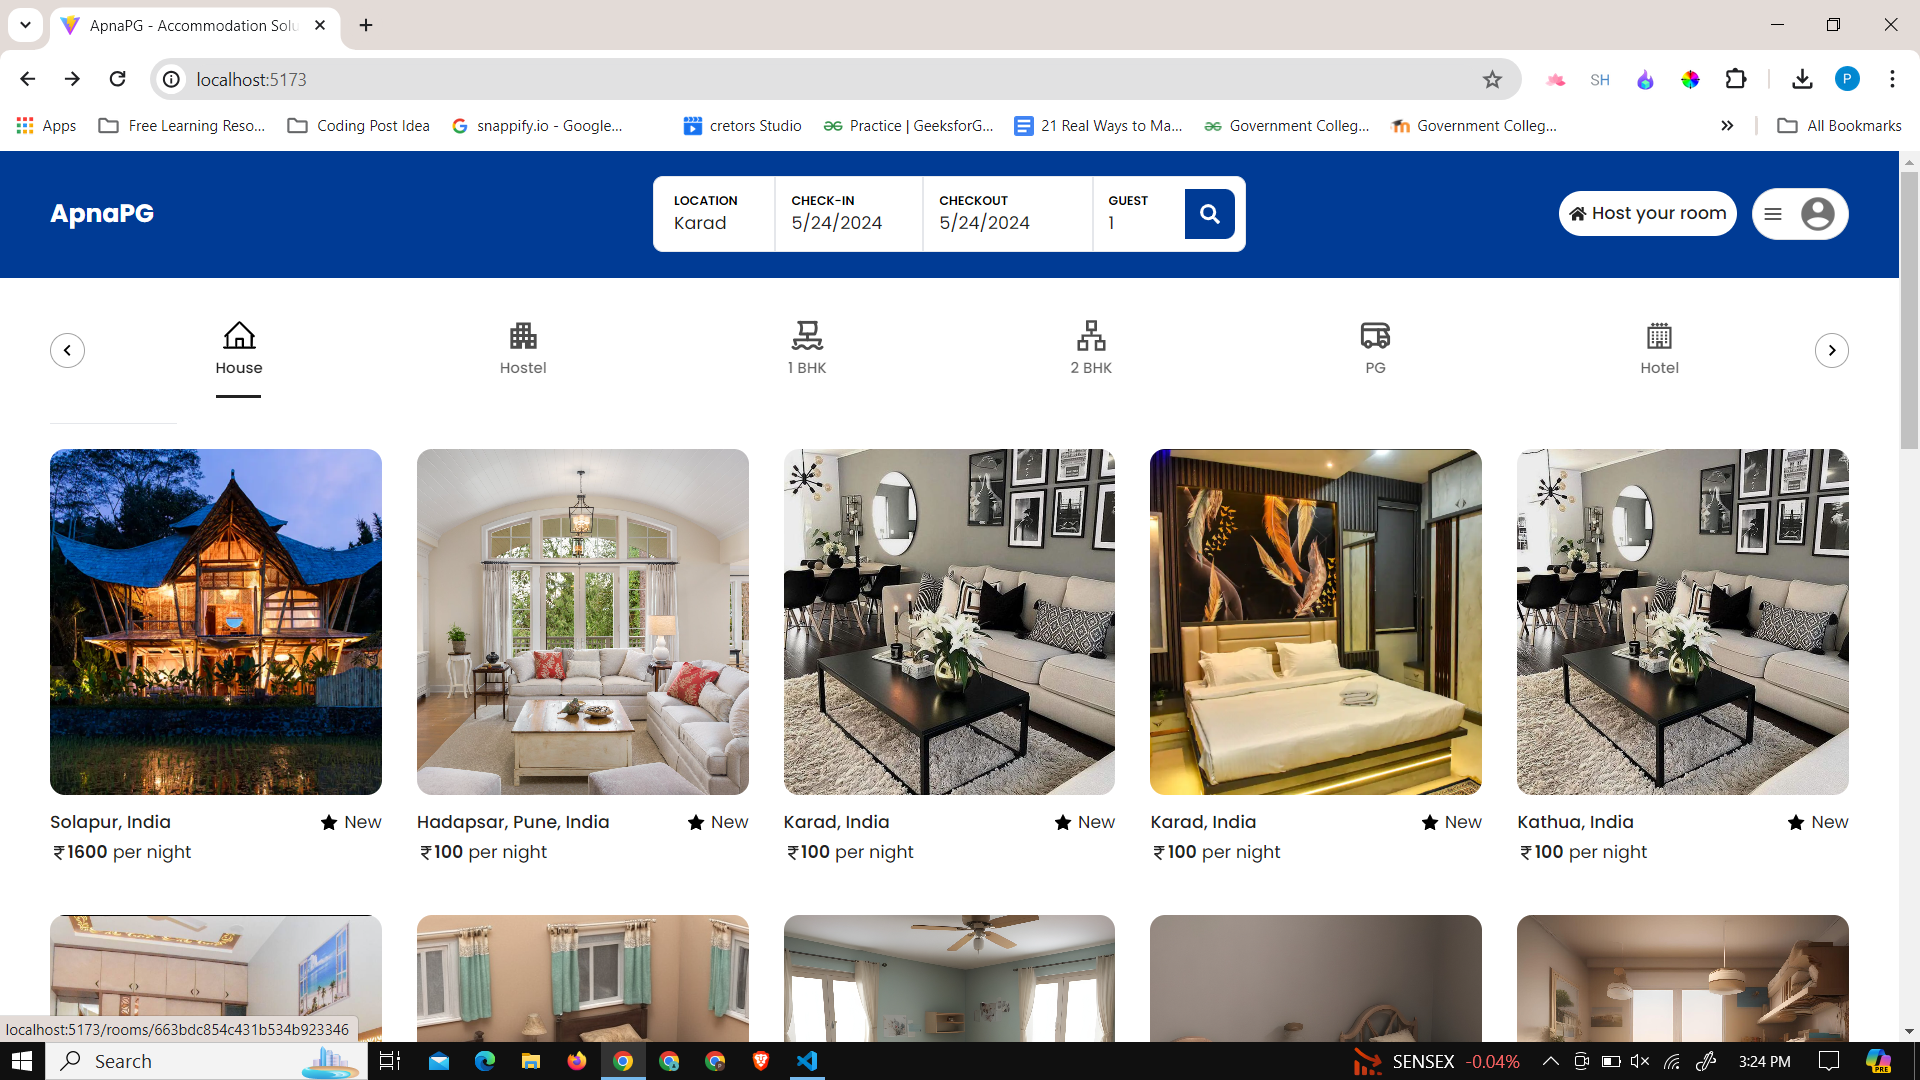 ApnaPG - Accommodation Solu
localhost:5173
SH
P
Apps
Free Learning Reso...
Coding Post Idea
snappify.io - Google...
cretors Studio
Practice | GeeksforG...
21 Real Ways to Ma...
Government Colleg...
Government Colleg...
All Bookmarks
ApnaPG
LOCATION
Karad
CHECK-IN
5/24/2024
CHECKOUT
5/24/2024
GUEST
1
Host your room
House
Hostel
1 BHK
2 BHK
PG
Hotel
Solapur, India
New
₹1600 per night
Hadapsar, Pune, India
New
₹100 per night
Karad, India
New
₹100 per night
Karad, India
New
₹100 per night
Kathua, India
New
₹100 per night
localhost:5173/rooms/663bdc854c431b534b923346
Search
SENSEX -0.04%
3:24 PM
PRE